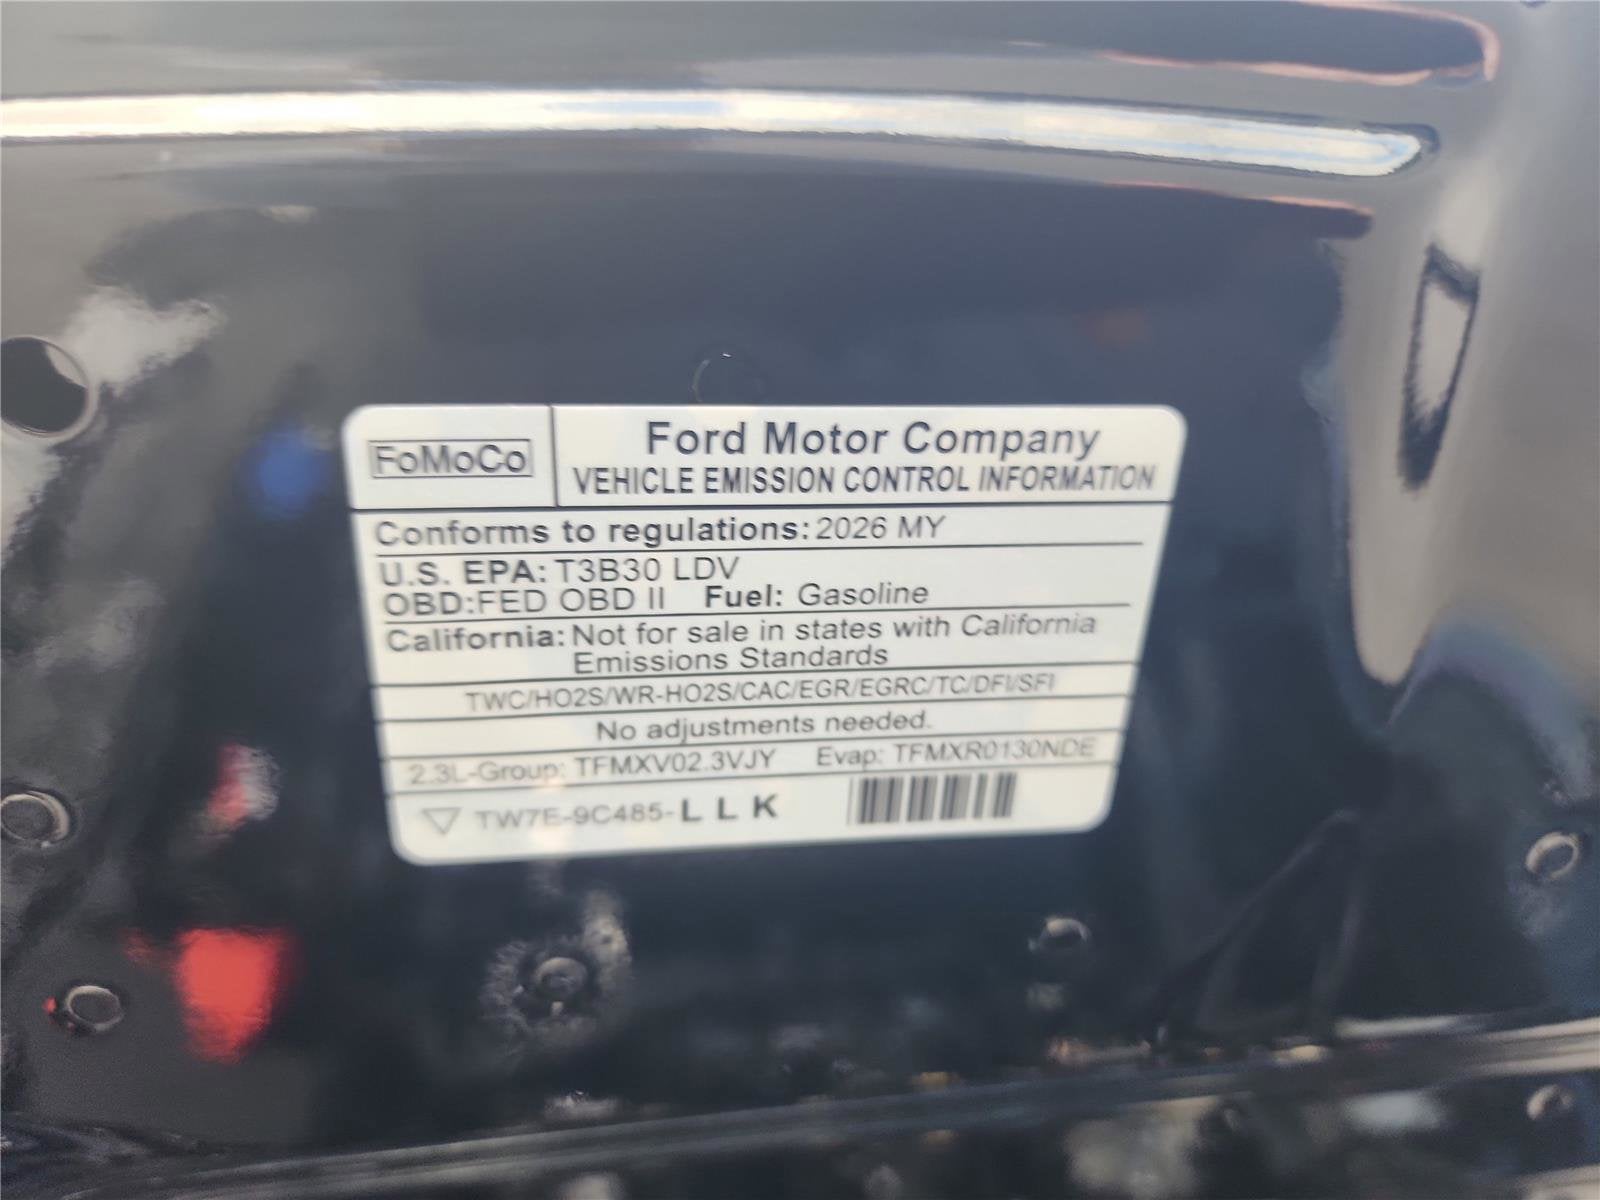 FoMoCo
Ford Motor Company
VEHICLE EMISSION CONTROL INFORMATION
Conforms to regulations: 2026 MY
U.S. EPA: T3B30 LDV
OBD:FED OBD II Fuel: Gasoline
California: Not for sale in states with California
Emissions Standards
TWC/HO2S/WR-HO2S/CAC/EGR/EGRC/TC/DFI/SFI
No adjustments needed.
2.3L-Group: TFMXV02.3VJY Evap: TFMXR0130NDE
TW7E-9C485-LLK